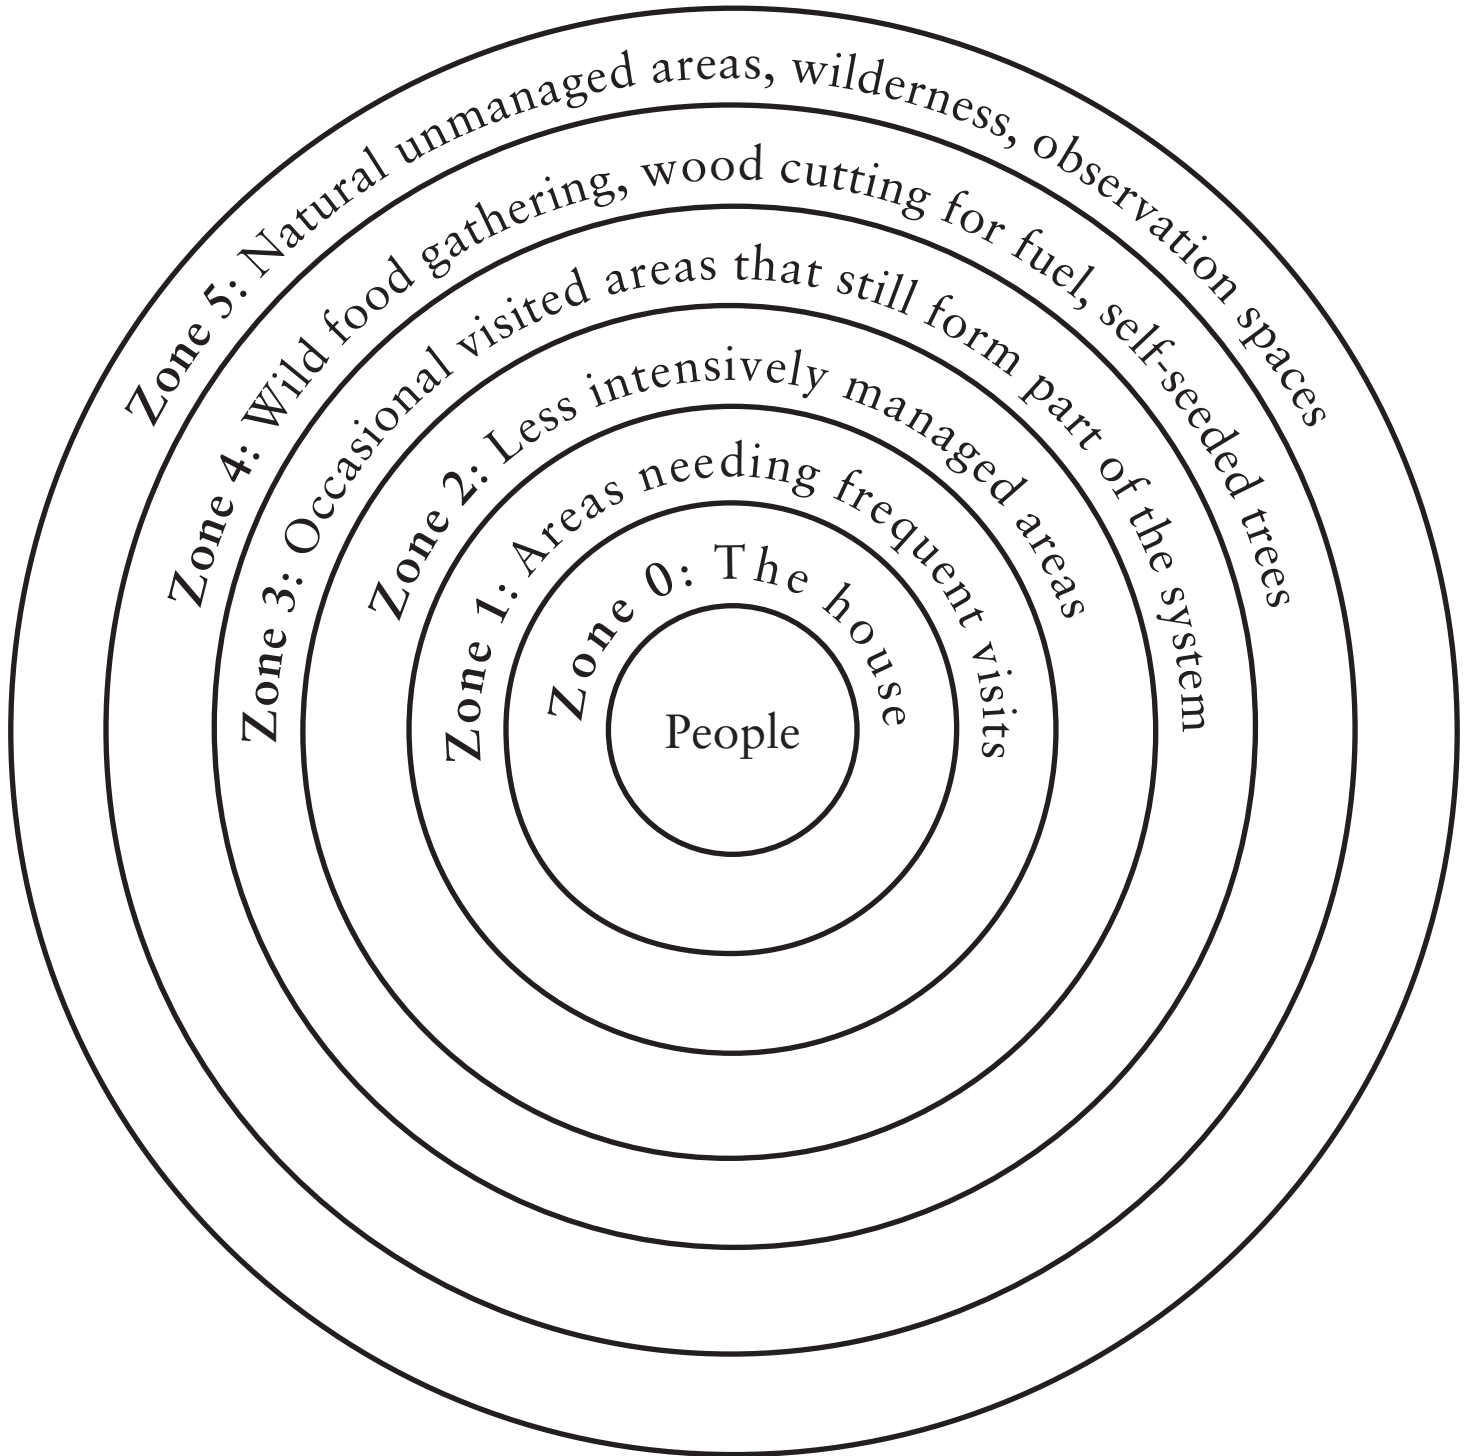 Zone 5: Natural unmanaged areas, wilderness, observation spaces
Zone 4: Wild food gathering, wood cutting for fuel, self-seeded trees
Zone 3: Occasional visited areas that still form part of the system
Zone 2: Less intensively managed areas
Zone 1: Areas needing frequent visits
Zone 0: The house
People